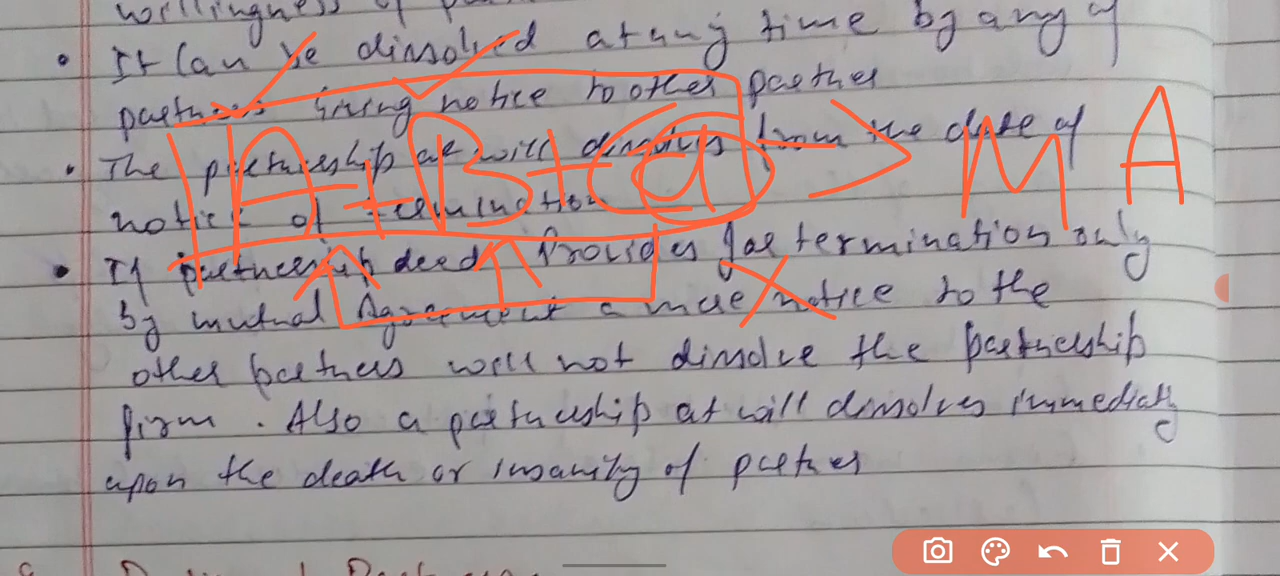 willingness of
• It Can be dissolved at any time by any of
partners Giving notice to other partner
• The partnership at will dissolves from the date of
notice of termination
• If partnership deed Provides for termination only
by mutual Agreement a mere notice to the
other partners will not dissolve the partnership
firm. Also a partnership at will dissolves immediately
upon the death or insanity of partner
A + B + C d > M A